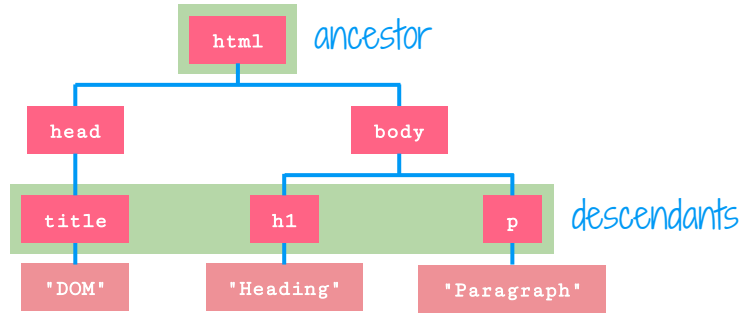 html
ancestor
head
body
title
h1
p
descendants
"DOM"
"Heading"
"Paragraph"